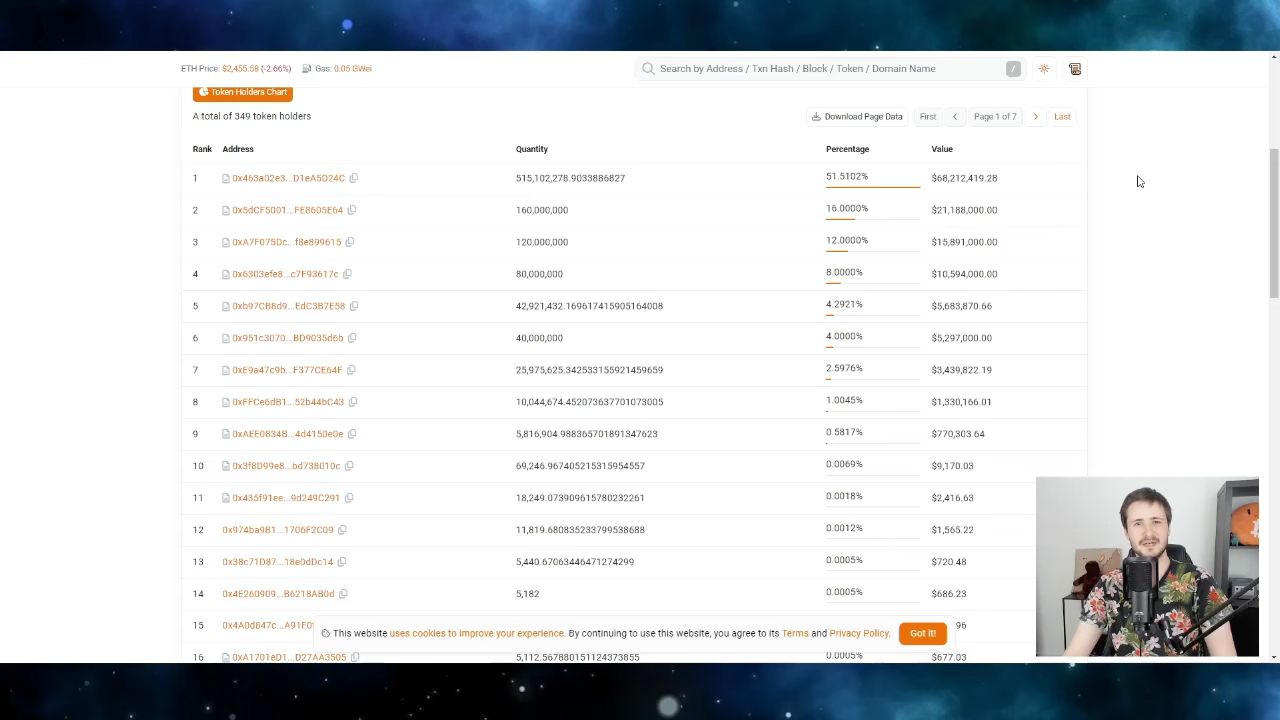 ETH Price: $2,455.58 (-2.66%) Gas: 0.05 GWei Search by Address / Txn Hash / Block / Token / Domain Name /
Token Holders Chart
A total of 349 token holders Download Page Data First Page 1 of 7 Last
Rank Address Quantity Percentage Value
1 0x463a02e3...D1eA5D24C 515,102,278.9033886827 51.5102% $68,212,419.28
2 0x5dCF5001...FE8605E64 160,000,000 16.0000% $21,188,000.00
3 0xA7F075Dc...f8e899615 120,000,000 12.0000% $15,891,000.00
4 0x6303efe8...c7F93617c 80,000,000 8.0000% $10,594,000.00
5 0xb97CB8d9...EdC3B7E58 42,921,432.169617415905164008 4.2921% $5,683,870.66
6 0x951c3070...BD9035d6b 40,000,000 4.0000% $5,297,000.00
7 0xE9a47c9b...F377CE64F 25,975,625.342533155921459659 2.5976% $3,439,822.19
8 0xFFCe6dB1...52b44bC43 10,044,674.452073637701073005 1.0045% $1,330,166.01
9 0xAEE0834B...4d4150e0e 5,816,904.988365701891347623 0.5817% $770,303.64
10 0x3f8D99e8...bd738010c 69,246.967405215315954557 0.0069% $9,170.03
11 0x435f91ee...9d249C291 18,249.073909615780232261 0.0018% $2,416.63
12 0x974ba9B1...1706F2C09 11,819.680835233799538688 0.0012% $1,565.22
13 0x38c71D87...18e0dDc14 5,440.67063446471274299 0.0005% $720.48
14 0x4E260909...B6218AB0d 5,182 0.0005% $686.23
15 0x4A0d847c...A91F0 96
This website uses cookies to improve your experience. By continuing to use this website, you agree to its Terms and Privacy Policy. Got it!
16 0xA1701eD1...D27AA3505 5,112.567880151124373855 0.0005% $677.03